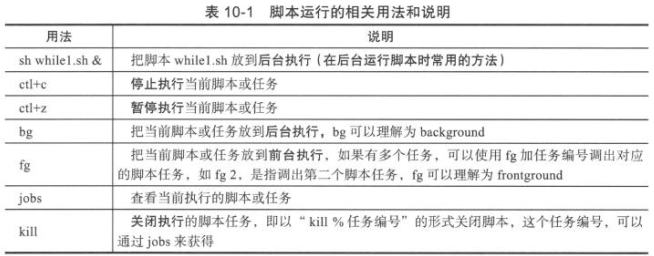 表 10-1 脚本运行的相关用法和说明
用法 说明
sh while1.sh & 把脚本 while1.sh 放到后台执行（在后台运行脚本时常用的方法）
ctl+c 停止执行当前脚本或任务
ctl+z 暂停执行当前脚本或任务
bg 把当前脚本或任务放到后台执行，bg 可以理解为 background
把当前脚本或任务放到前台执行，如果有多个任务，可以使用 fg 加任务编号调出对应
fg
的脚本任务，如 fg 2，是指调出第二个脚本任务，fg 可以理解为 frontground
jobs 查看当前执行的脚本或任务
关闭执行的脚本任务，即以“ kill % 任务编号”的形式关闭脚本，这个任务编号，可以
kill
通过 jobs 来获得